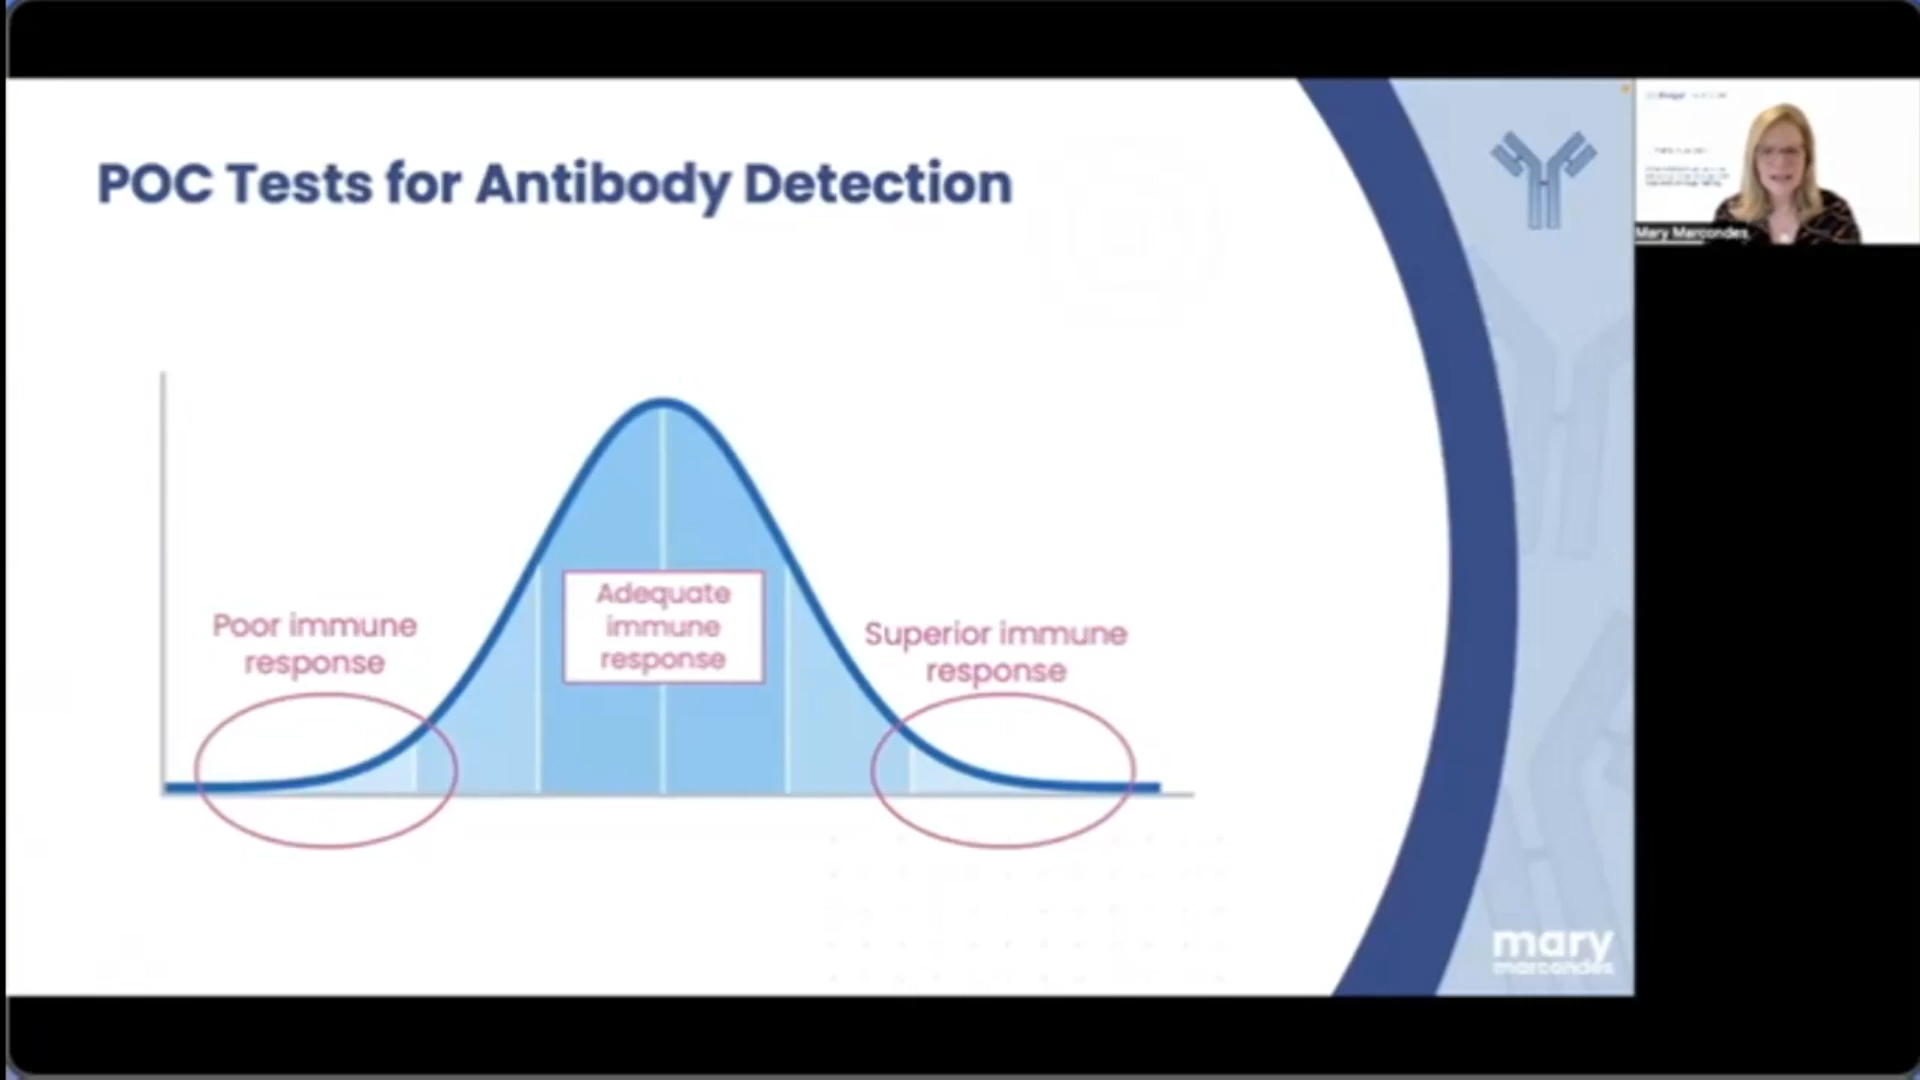 POC Tests for Antibody Detection
Mary Marcondes
Poor immune
response
Adequate
immune
response
Superior immune
response
mary
marcondes